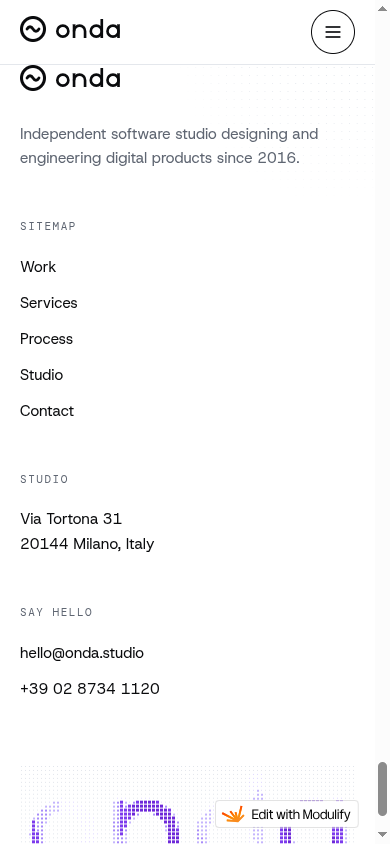 onda
onda
Independent software studio designing and
engineering digital products since 2016.
SITEMAP
Work
Services
Process
Studio
Contact
STUDIO
Via Tortona 31
20144 Milano, Italy
SAY HELLO
hello@onda.studio
+39 02 8734 1120
Edit with Modulify